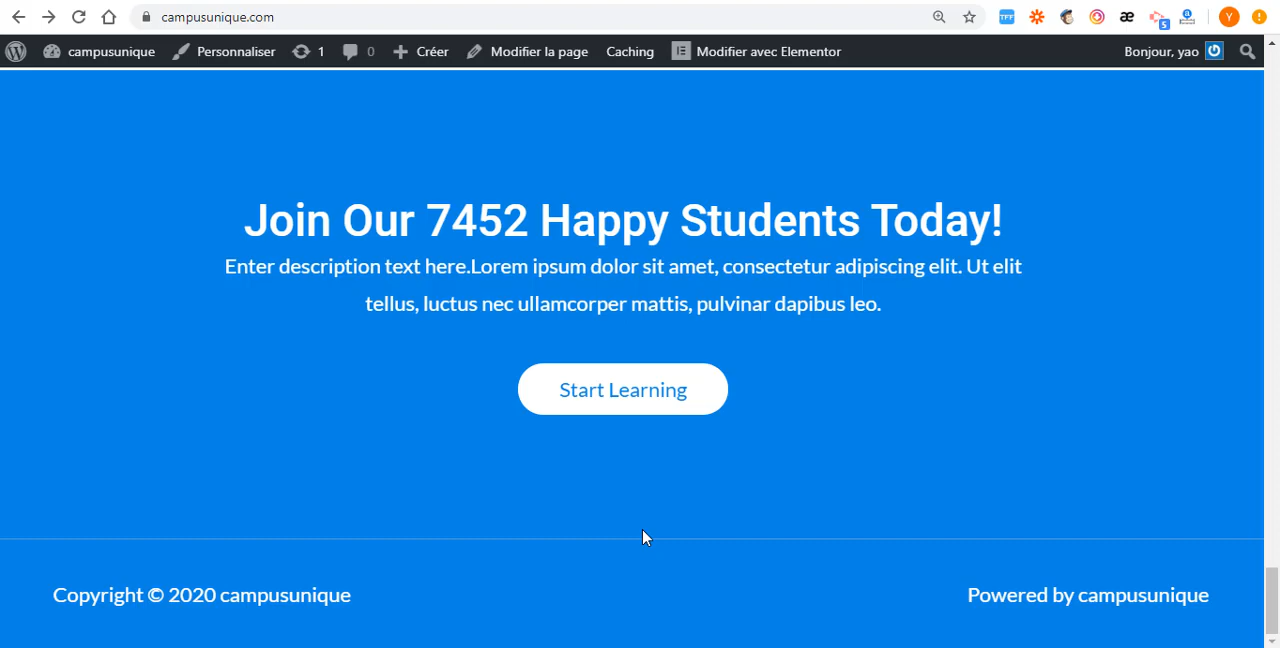 campusunique.com
TFF
æ
5
a
Y
campusunique Personnaliser 1 0 Créer Modifier la page Caching Modifier avec Elementor Bonjour, yao
Join Our 7452 Happy Students Today!
Enter description text here.Lorem ipsum dolor sit amet, consectetur adipiscing elit. Ut elit
tellus, luctus nec ullamcorper mattis, pulvinar dapibus leo.
Start Learning
Copyright © 2020 campusunique
Powered by campusunique